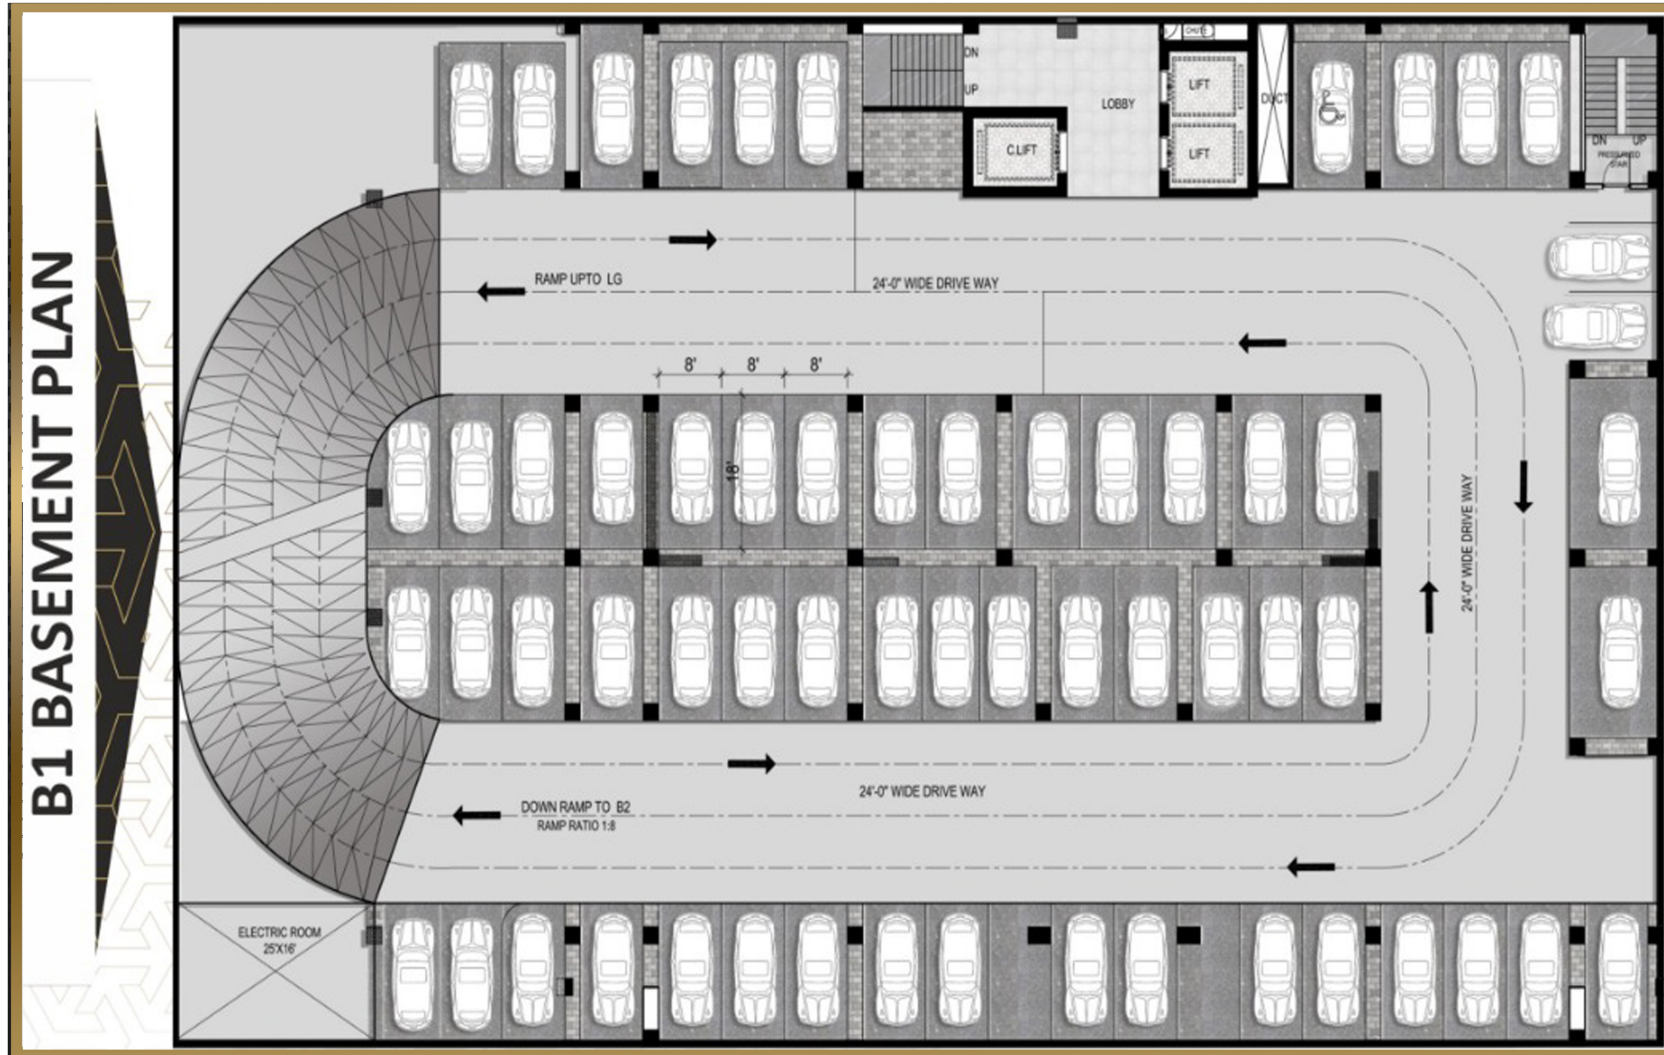 B1 BASEMENT PLAN
DN
UP
C.LIFT
LOBBY
CHUTE
LIFT
LIFT
DUCT
DN UP
STAIR
RAMP UPTO LG
24'-0" WIDE DRIVE WAY
8' 8' 8'
18'
24'-0" WIDE DRIVE WAY
24'-0" WIDE DRIVE WAY
DOWN RAMP TO B2
RAMP RATIO 1:8
ELECTRIC ROOM
25'X16'